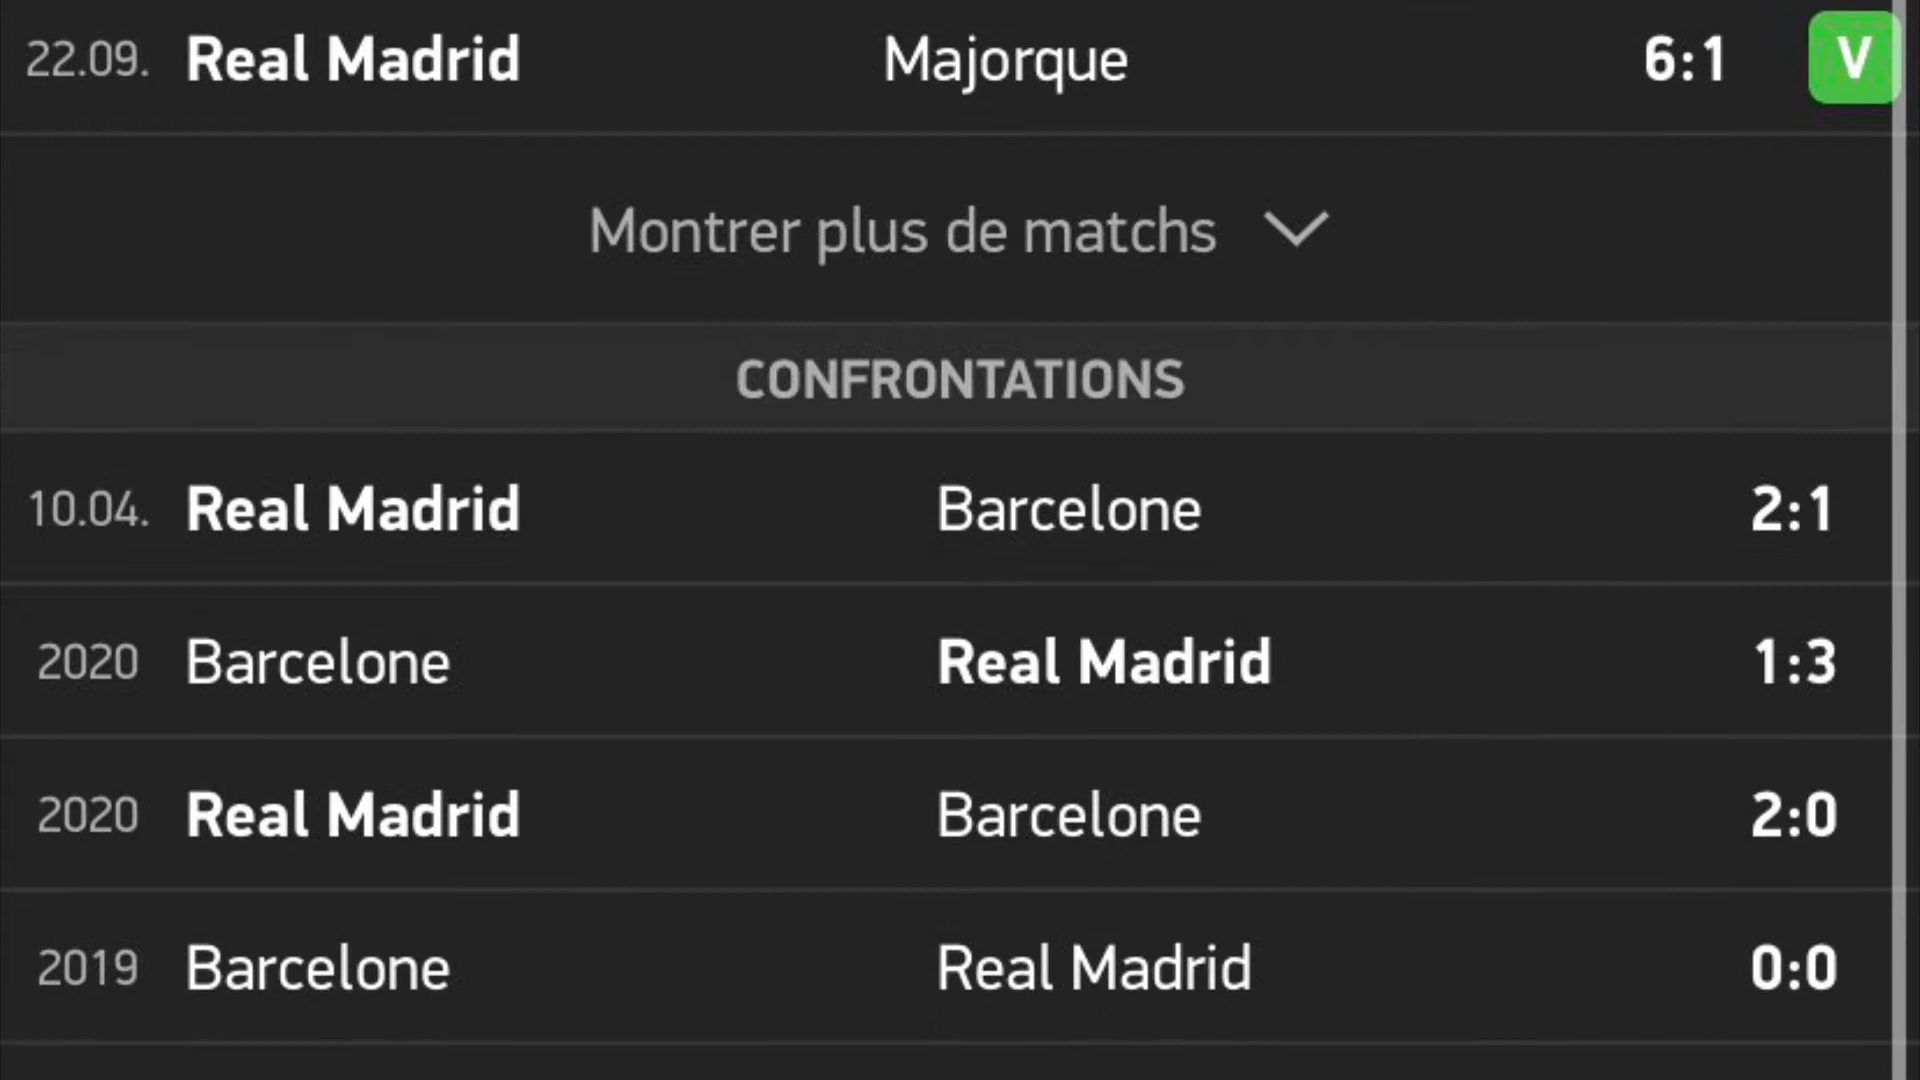 22.09. Real Madrid Majorque 6:1 V
Montrer plus de matchs
CONFRONTATIONS
10.04. Real Madrid Barcelone 2:1
2020 Barcelone Real Madrid 1:3
2020 Real Madrid Barcelone 2:0
2019 Barcelone Real Madrid 0:0